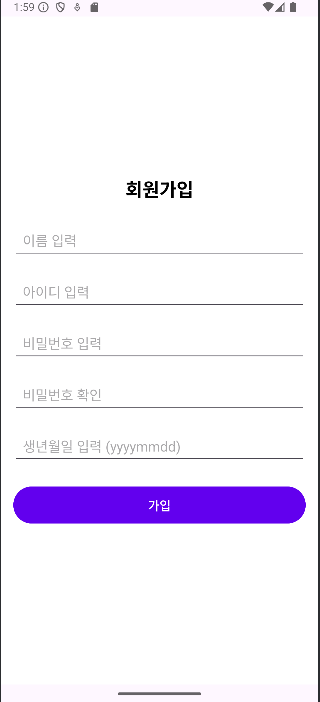 1:59
회원가입
이름 입력
아이디 입력
비밀번호 입력
비밀번호 확인
생년월일 입력 (yyyymmdd)
가입